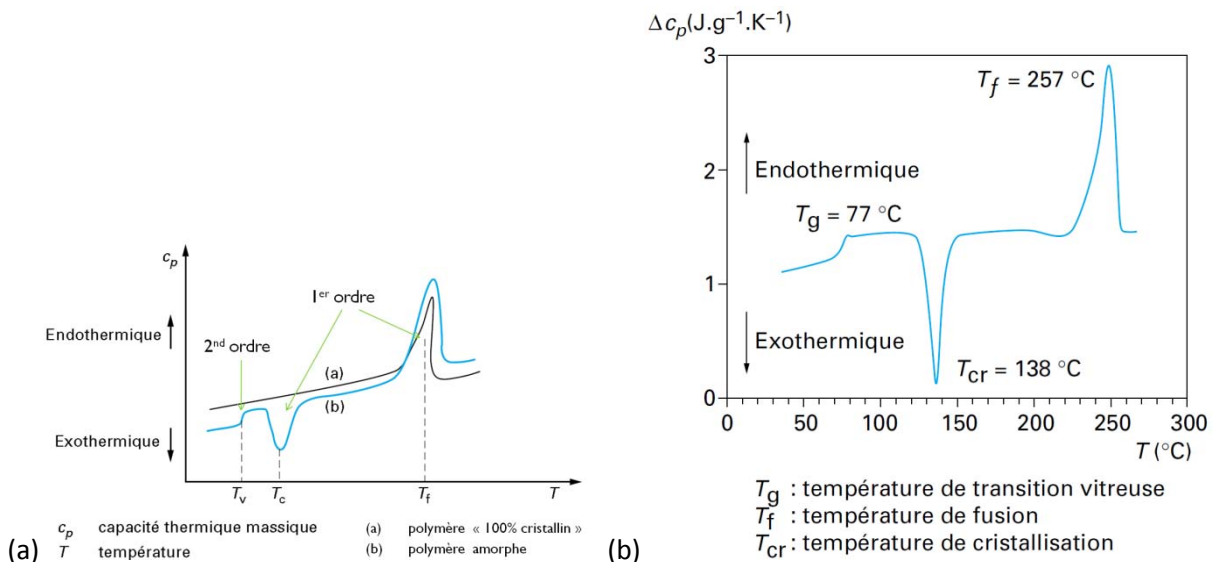 c_p
Endothermique
Exothermique
1er ordre
2nd ordre
(a)
(b)
T_v
T_c
T_f
T
c_p capacité thermique massique
T température
(a) polymère « 100% cristallin »
(b) polymère amorphe
(a)
Δc_p(J.g⁻¹.K⁻¹)
3
2
1
0
T_f = 257 °C
Endothermique
T_g = 77 °C
Exothermique
T_cr = 138 °C
0 50 100 150 200 250 300
T (°C)
T_g : température de transition vitreuse
T_f : température de fusion
T_cr : température de cristallisation
(b)